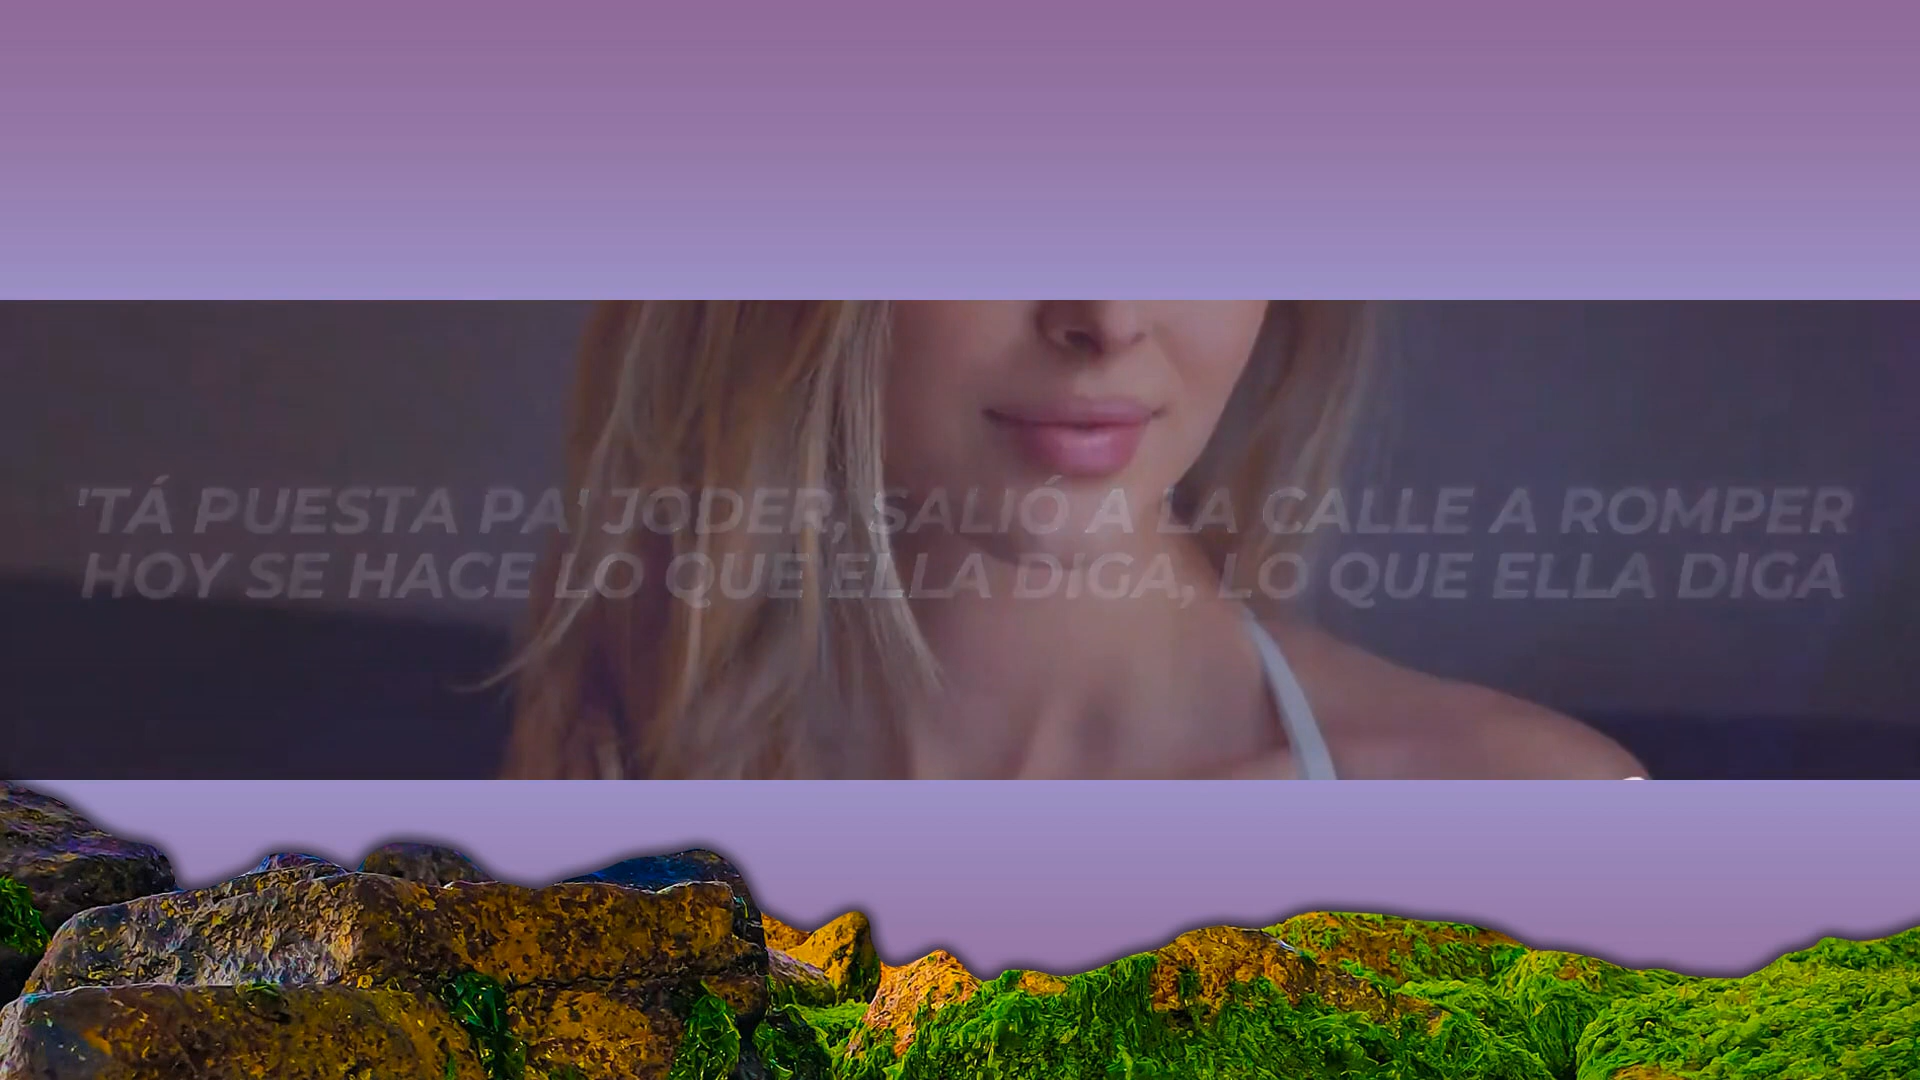 'TÁ PUESTA PA' JODER, SALIÓ A LA CALLE A ROMPER
HOY SE HACE LO QUE ELLA DIGA, LO QUE ELLA DIGA